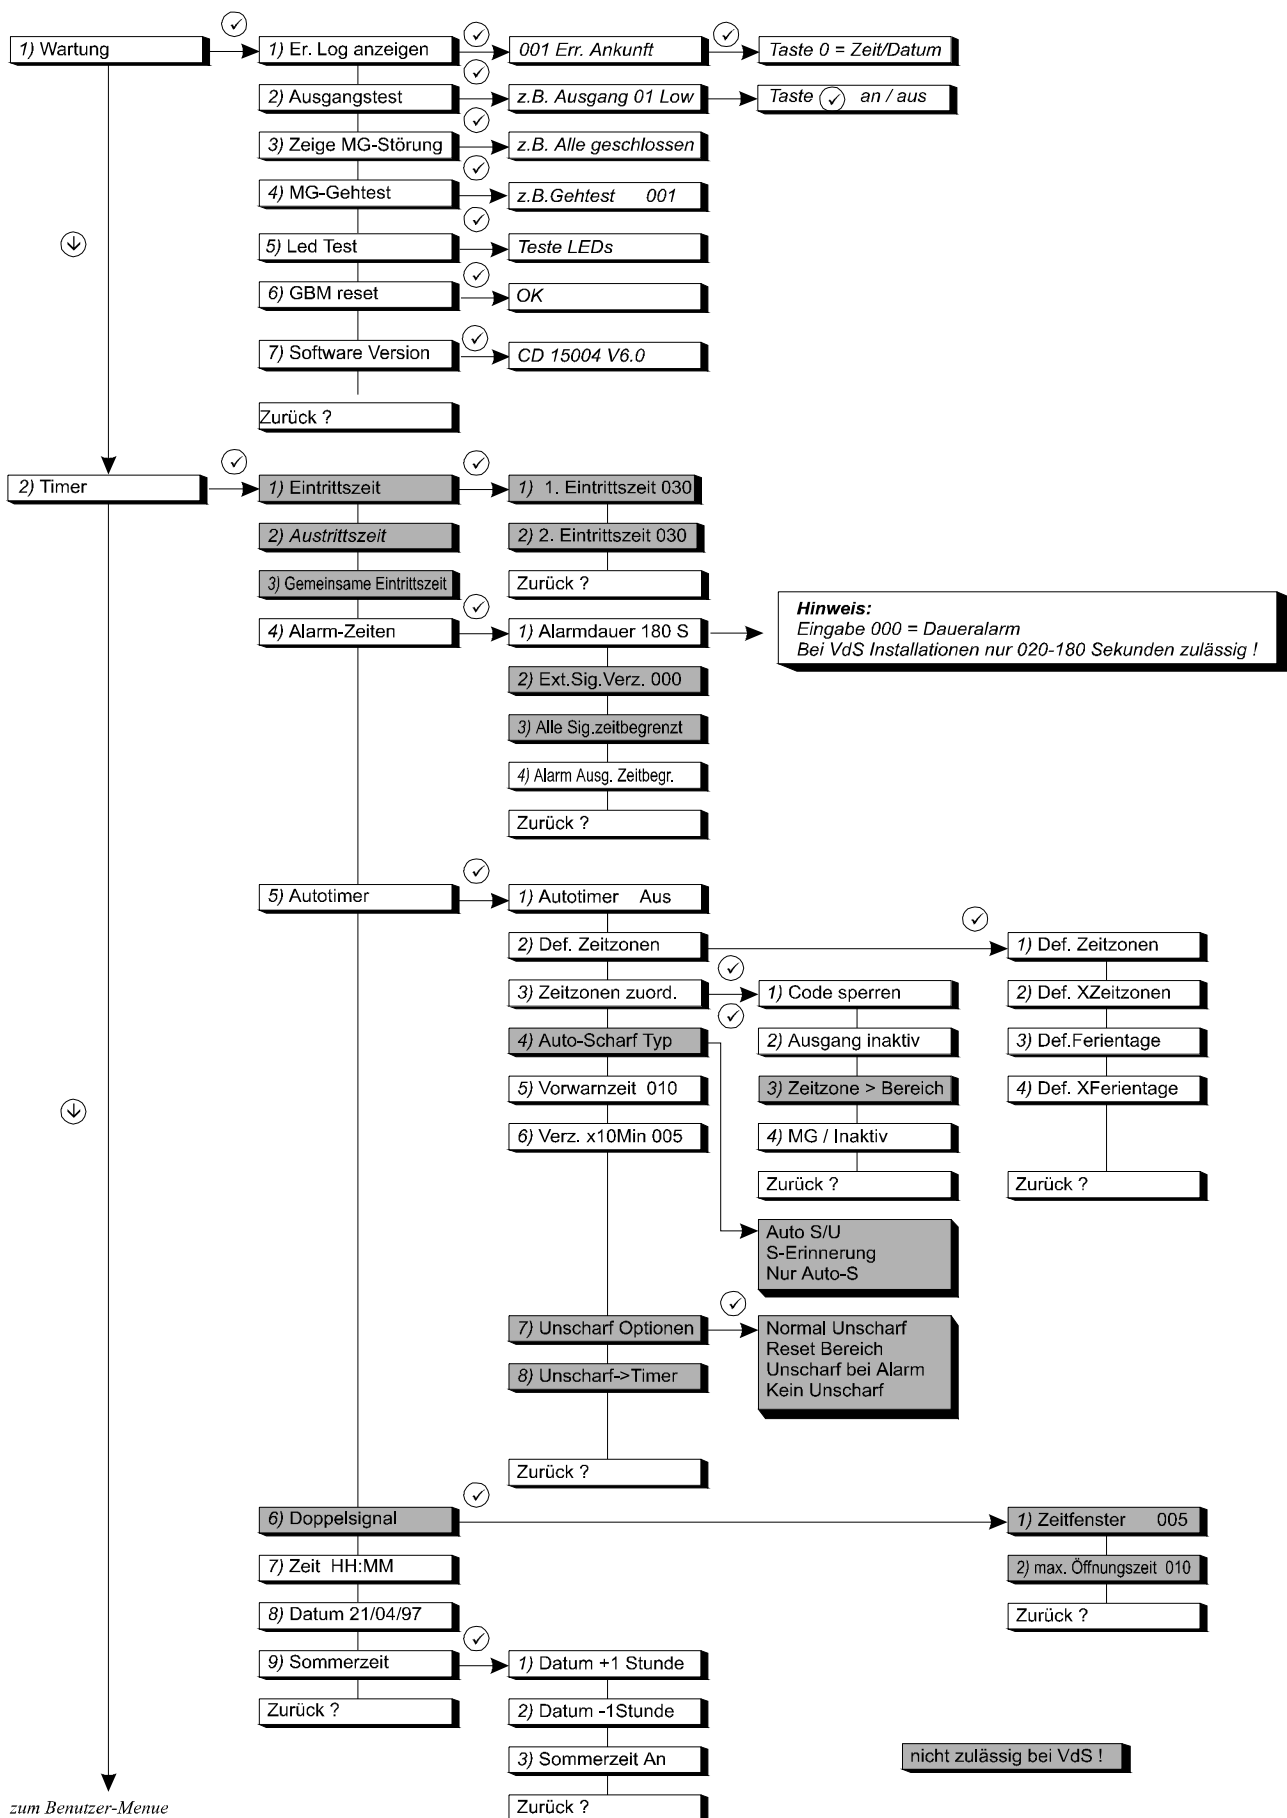 1) Wartung
1) Er. Log anzeigen
001 Err. Ankunft
Taste 0 = Zeit/Datum
2) Ausgangstest
z.B. Ausgang 01 Low
Taste ✓ an / aus
3) Zeige MG-Störung
z.B. Alle geschlossen
4) MG-Gehtest
z.B.Gehtest 001
5) Led Test
Teste LEDs
6) GBM reset
OK
7) Software Version
CD 15004 V6.0
Zurück ?
2) Timer
1) Eintrittszeit
1) 1. Eintrittszeit 030
2) Austrittszeit
2) 2. Eintrittszeit 030
3) Gemeinsame Eintrittszeit
Zurück ?
4) Alarm-Zeiten
1) Alarmdauer 180 S
Hinweis:
Eingabe 000 = Daueralarm
Bei VdS Installationen nur 020-180 Sekunden zulässig !
2) Ext.Sig.Verz. 000
3) Alle Sig.zeitbegrenzt
4) Alarm Ausg. Zeitbegr.
Zurück ?
5) Autotimer
1) Autotimer Aus
2) Def. Zeitzonen
1) Def. Zeitzonen
3) Zeitzonen zuord.
1) Code sperren
2) Def. XZeitzonen
4) Auto-Scharf Typ
2) Ausgang inaktiv
3) Def.Ferientage
5) Vorwarnzeit 010
3) Zeitzone > Bereich
4) Def. XFerientage
6) Verz. x10Min 005
4) MG / Inaktiv
Zurück ?
Zurück ?
Auto S/U
S-Erinnerung
Nur Auto-S
7) Unscharf Optionen
Normal Unscharf
Reset Bereich
Unscharf bei Alarm
Kein Unscharf
8) Unscharf->Timer
Zurück ?
6) Doppelsignal
1) Zeitfenster 005
7) Zeit HH:MM
2) max. Öffnungszeit 010
8) Datum 21/04/97
Zurück ?
9) Sommerzeit
1) Datum +1 Stunde
Zurück ?
2) Datum -1Stunde
3) Sommerzeit An
nicht zulässig bei VdS !
zum Benutzer-Menue
Zurück ?